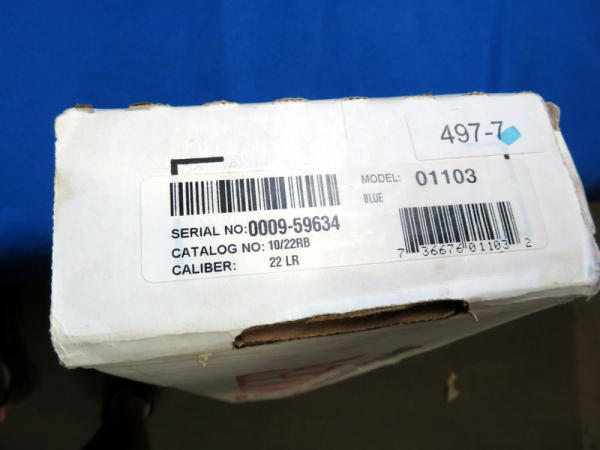 497-7
MODEL: 01103
BLUE
SERIAL NO:0009-59634
CATALOG NO: 10/22RB
CALIBER: 22 LR
7 36676 01103 2